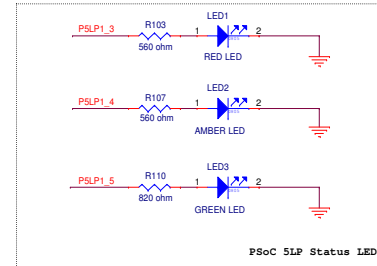 LED1
R103
P5LP1_3
1
2
560 ohm
RED LED
LED2
R107
P5LP1_4
1
2
560 ohm
AMBER LED
LED3
R110
P5LP1_5
1
2
820 ohm
GREEN LED
PSoC 5LP Status LED